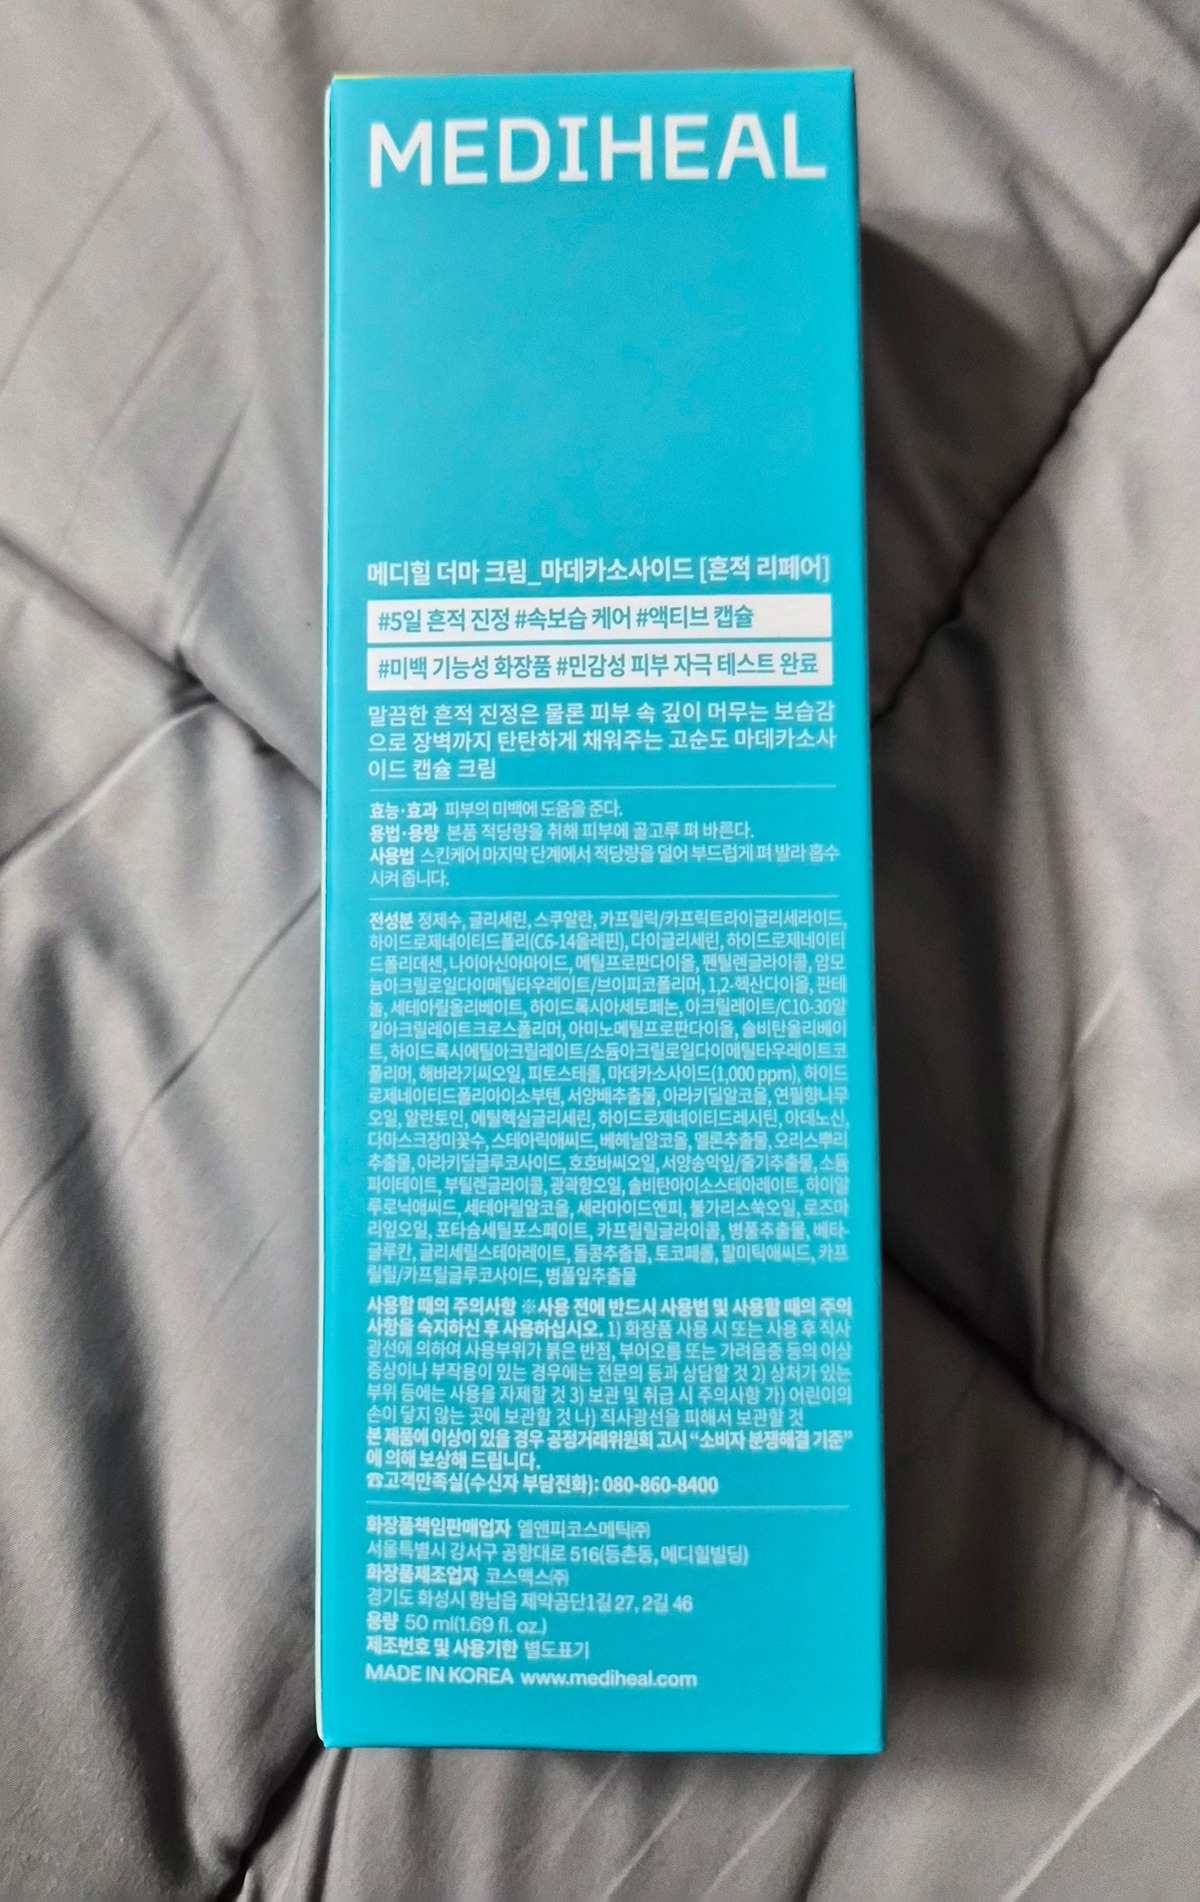 MEDIHEAL
메디힐 더마 크림_마데카소사이드 [흔적 리페어]
#5일 흔적 진정 #속보습 케어 #액티브 캡슐
#미백 기능성 화장품 #민감성 피부 자극 테스트 완료
말끔한 흔적 진정은 물론 피부 속 깊이 머무는 보습감
으로 장벽까지 탄탄하게 채워주는 고순도 마데카소사
이드 캡슐 크림
효능·효과 피부의 미백에 도움을 준다.
용법·용량 본품 적당량을 취해 피부에 골고루 펴 바른다.
사용법 스킨케어 마지막 단계에서 적당량을 덜어 부드럽게 펴 발라 흡수
시켜 줍니다.
전성분 정제수, 글리세린, 스쿠알란, 카프릴릭/카프릭트라이글리세라이드,
하이드로제네이티드폴리(C6-14올레핀), 다이글리세린, 하이드로제네이티
드폴리데센, 나이아신아마이드, 메틸프로판다이올, 펜틸렌글라이콜, 암모
늄아크릴로일다이메틸타우레이트/브이피코폴리머, 1,2-헥산다이올, 판테
놀, 세테아릴올리베이트, 하이드록시아세토페논, 아크릴레이트/C10-30알
킬아크릴레이트크로스폴리머, 아미노메틸프로판다이올, 솔비탄올리베이
트, 하이드록시에틸아크릴레이트/소듐아크릴로일다이메틸타우레이트코
폴리머, 해바라기씨오일, 피토스테롤, 마데카소사이드(1,000 ppm), 하이드
로제네이티드폴리아이소부텐, 서양배추출물, 아라키딜알코올, 연필향나무
오일, 알란토인, 에틸헥실글리세린, 하이드로제네이티드레시틴, 아데노신,
다마스크장미꽃수, 스테아릭애씨드, 베헤닐알코올, 멜론추출물, 오리스뿌리
추출물, 아라키딜글루코사이드, 호호바씨오일, 서양송악잎/줄기추출물, 소듐
파이테이트, 부틸렌글라이콜, 광곽향오일, 솔비탄아이소스테아레이트, 하이알
루로닉애씨드, 세테아릴알코올, 세라마이드엔피, 불가리스쑥오일, 로즈마
리잎오일, 포타슘세틸포스페이트, 카프릴릴글라이콜, 병풀추출물, 베타-
글루칸, 글리세릴스테아레이트, 돌콩추출물, 토코페롤, 팔미틱애씨드, 카프
릴릴/카프릴글루코사이드, 병풀잎추출물
사용할 때의 주의사항 ※사용 전에 반드시 사용법 및 사용할 때의 주의
사항을 숙지하신 후 사용하십시오. 1) 화장품 사용 시 또는 사용 후 직사
광선에 의하여 사용부위가 붉은 반점, 부어오름 또는 가려움증 등의 이상
증상이나 부작용이 있는 경우에는 전문의 등과 상담할 것 2) 상처가 있는
부위 등에는 사용을 자제할 것 3) 보관 및 취급 시 주의사항 가) 어린이의
손이 닿지 않는 곳에 보관할 것 나) 직사광선을 피해서 보관할 것
본 제품에 이상이 있을 경우 공정거래위원회 고시 “소비자 분쟁해결 기준”
에 의해 보상해 드립니다.
☎고객만족실(수신자 부담전화): 080-860-8400
화장품책임판매업자 엘앤피코스메틱㈜
서울특별시 강서구 공항대로 516(등촌동, 메디힐빌딩)
화장품제조업자 코스맥스㈜
경기도 화성시 향남읍 제약공단1길 27, 2길 46
용량 50 ml(1.69 fl. oz.)
제조번호 및 사용기한 별도표기
MADE IN KOREA www.mediheal.com